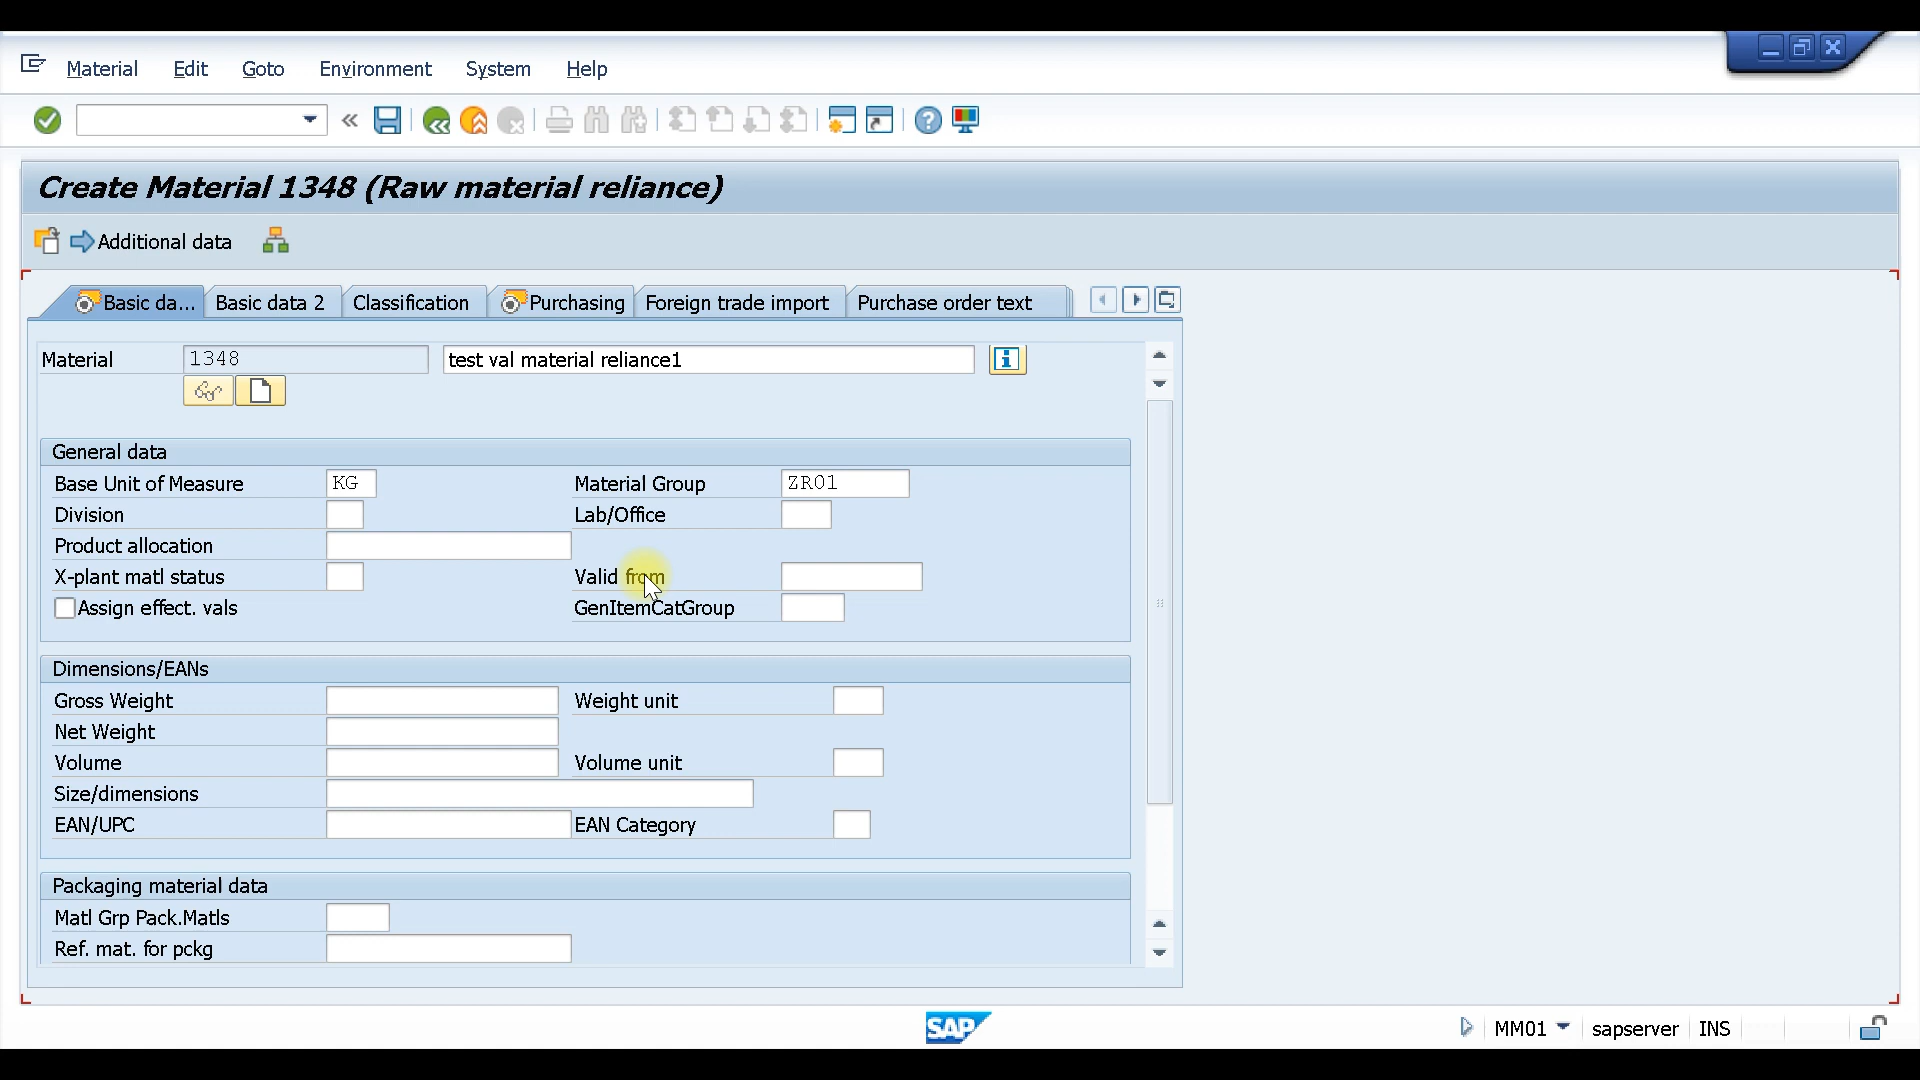 Material Edit Goto Environment System Help
Create Material 1348 (Raw material reliance)
Additional data
Basic da... Basic data 2 Classification Purchasing Foreign trade import Purchase order text
Material 1348 test val material reliance1
General data
Base Unit of Measure KG Material Group ZR01
Division Lab/Office
Product allocation
X-plant matl status Valid from
Assign effect. vals GenItemCatGroup
Dimensions/EANs
Gross Weight Weight unit
Net Weight
Volume Volume unit
Size/dimensions
EAN/UPC EAN Category
Packaging material data
Matl Grp Pack.Matls
Ref. mat. for pckg
SAP MM01 sapserver INS